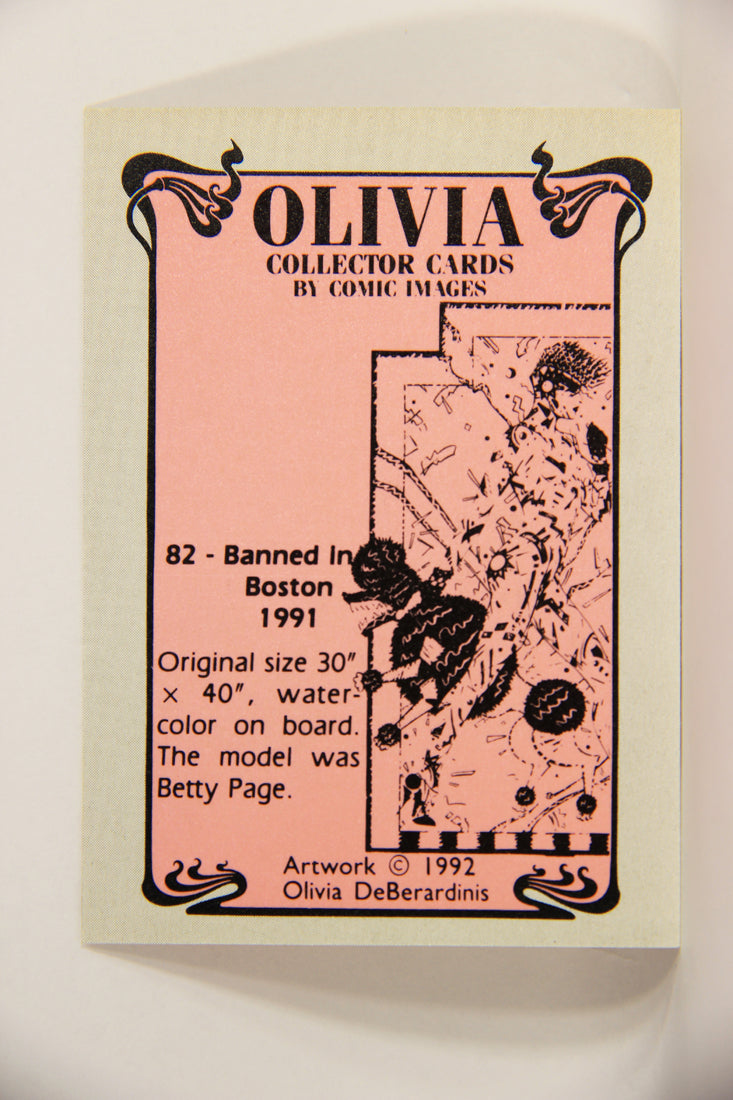 OLIVIA
COLLECTOR CARDS
BY COMIC IMAGES
82 - Banned In
Boston
1991
Original size 30"
× 40", water-
color on board.
The model was
Betty Page.
Artwork © 1992
Olivia DeBerardinis